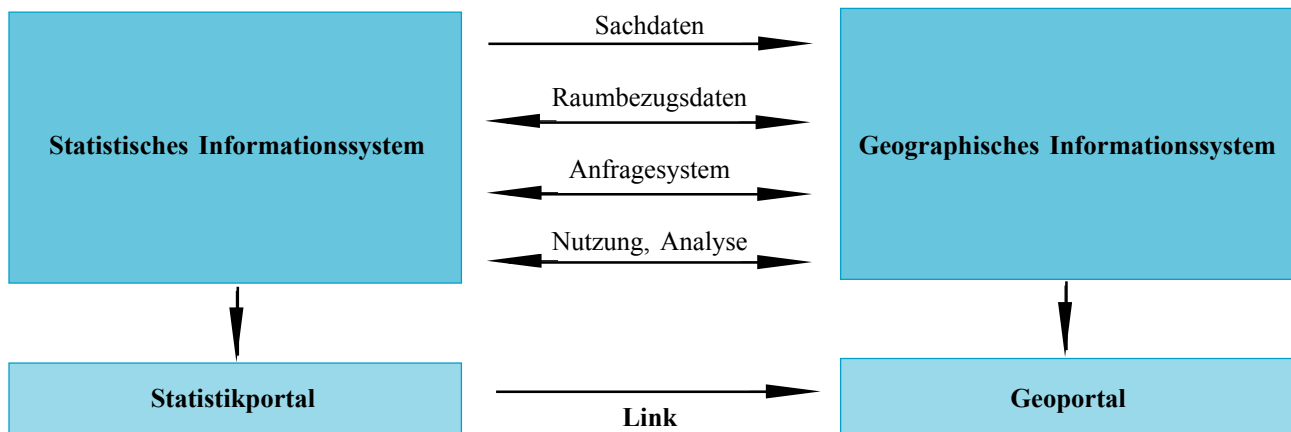 Sachdaten
Raumbezugsdaten
Statistisches Informationssystem
Geographisches Informationssystem
Anfragesystem
Nutzung, Analyse
Statistikportal
Link
Geoportal